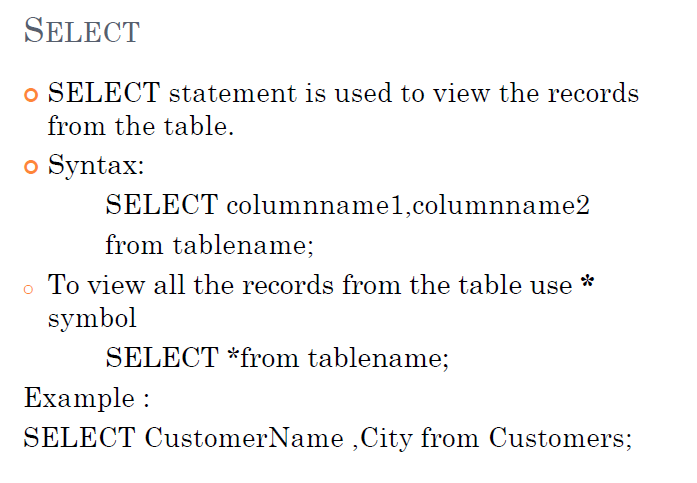 SELECT
SELECT statement is used to view the records
from the table.
Syntax:
SELECT columnname1,columnname2
from tablename;
To view all the records from the table use *
symbol
SELECT *from tablename;
Example :
SELECT CustomerName ,City from Customers;